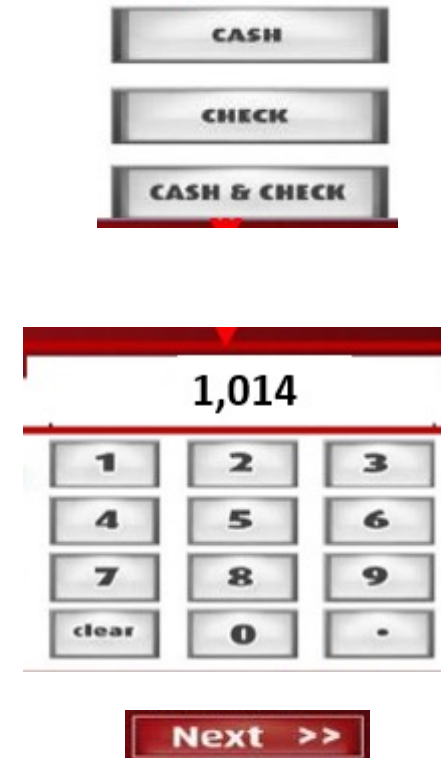 CASH
CHECK
CASH & CHECK
1,014
1 2 3
4 5 6
7 8 9
clear 0 .
Next >>